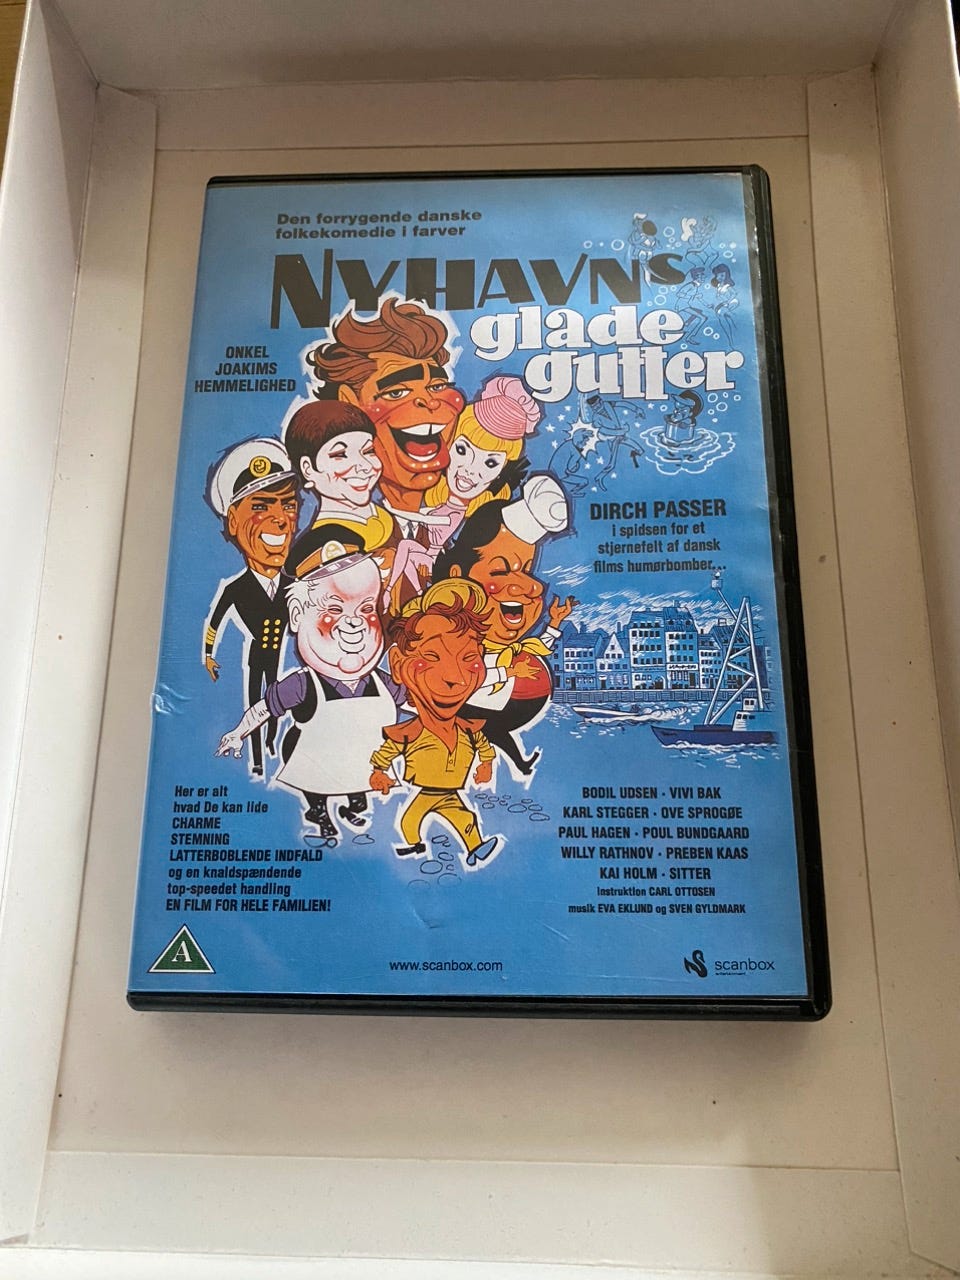 Den forrygende danske
folkekomedie i farver
NYHAVNs
glade
gutter
ONKEL
JOAKIMS
HEMMELIGHED
DIRCH PASSER
i spidsen for et
stjernefelt af dansk
films humørbomber...
Her er alt
hvad De kan lide
CHARME
STEMNING
LATTERBOBLENDE INDFALD
og en knaldspændende
top-speedet handling
EN FILM FOR HELE FAMILIEN!
BODIL UDSEN · VIVI BAK
KARL STEGGER · OVE SPROGØE
PAUL HAGEN · POUL BUNDGAARD
WILLY RATHNOV · PREBEN KAAS
KAI HOLM · SITTER
instruktion CARL OTTOSEN
musik EVA EKLUND og SVEN GYLDMARK
A
www.scanbox.com
scanbox
entertainment